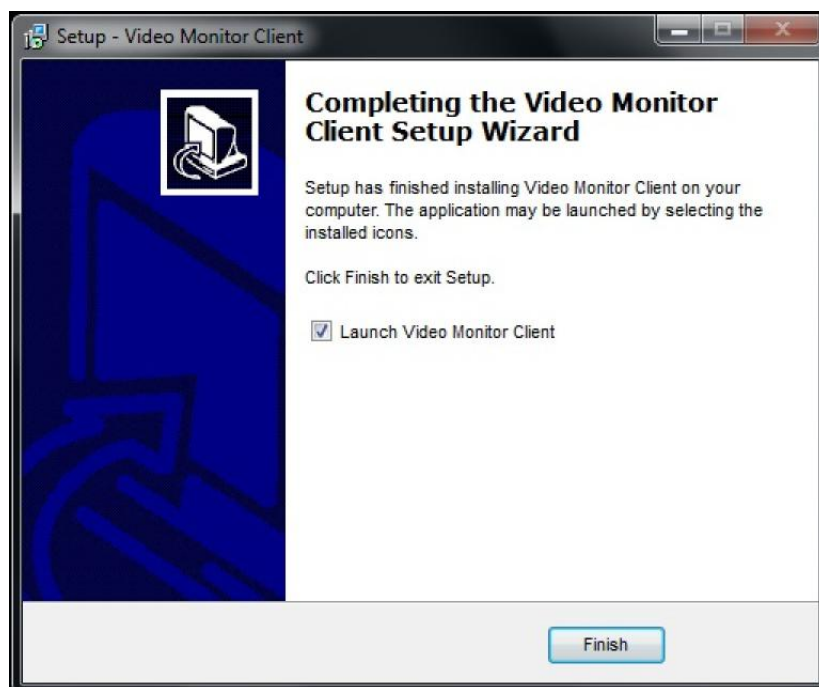 Setup - Video Monitor Client
Completing the Video Monitor
Client Setup Wizard
Setup has finished installing Video Monitor Client on your
computer. The application may be launched by selecting the
installed icons.
Click Finish to exit Setup.
Launch Video Monitor Client
Finish